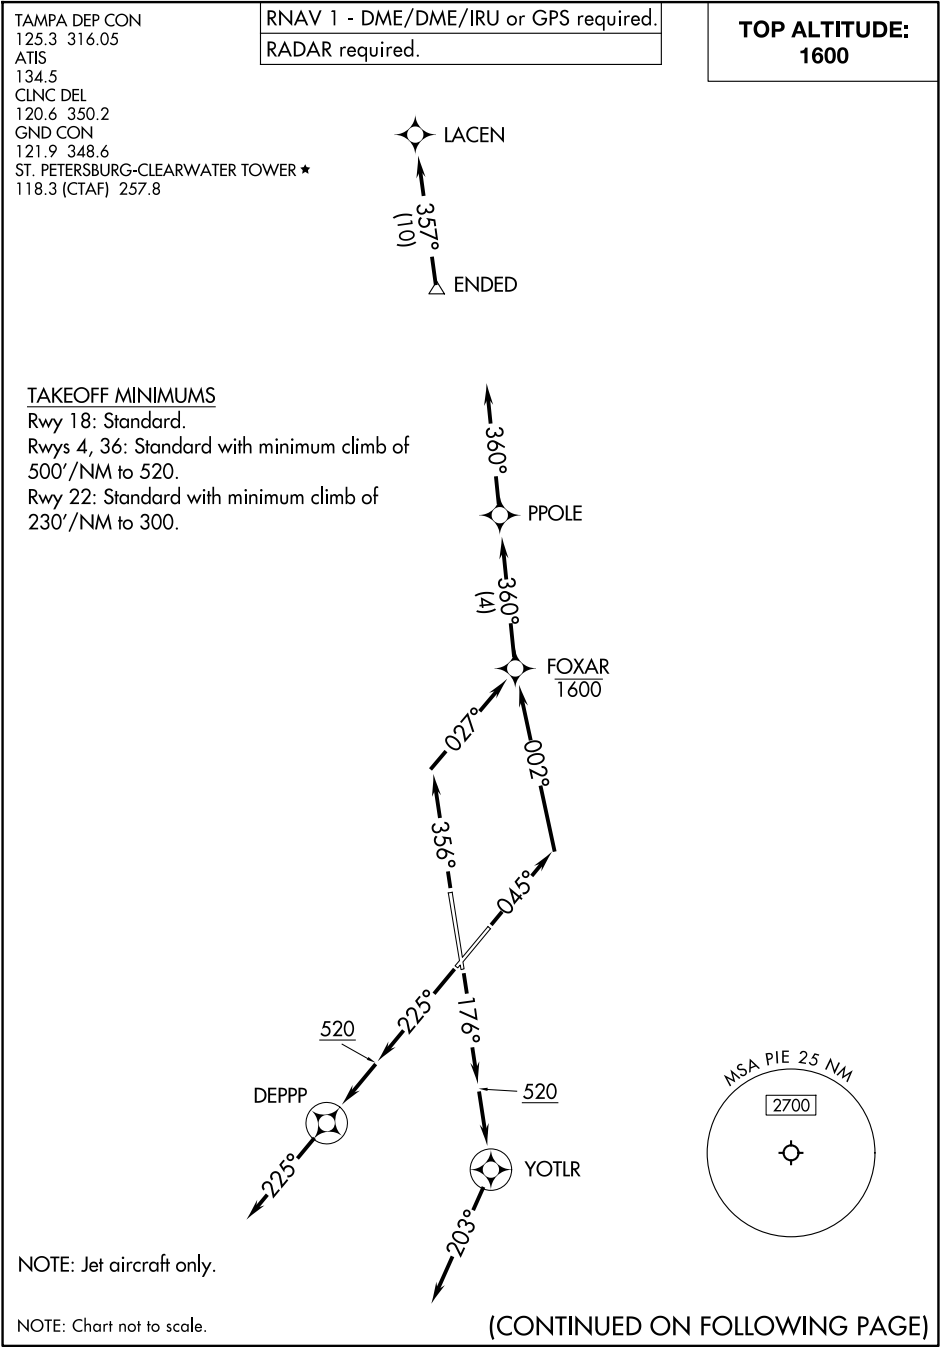 TAMPA DEP CON
125.3 316.05
ATIS
134.5
CLNC DEL
120.6 350.2
GND CON
121.9 348.6
ST. PETERSBURG-CLEARWATER TOWER ★
118.3 (CTAF) 257.8
RNAV 1 - DME/DME/IRU or GPS required.
RADAR required.
TOP ALTITUDE:
1600
LACEN
357°
(10)
ENDED
TAKEOFF MINIMUMS
Rwy 18: Standard.
Rwys 4, 36: Standard with minimum climb of
500'/NM to 520.
Rwy 22: Standard with minimum climb of
230'/NM to 300.
360°
PPOLE
360°
(4)
FOXAR
1600
027°
002°
356°
045°
225°
176°
520
520
DEPPP
YOTLR
225°
203°
MSA PIE 25 NM
2700
NOTE: Jet aircraft only.
NOTE: Chart not to scale.
(CONTINUED ON FOLLOWING PAGE)